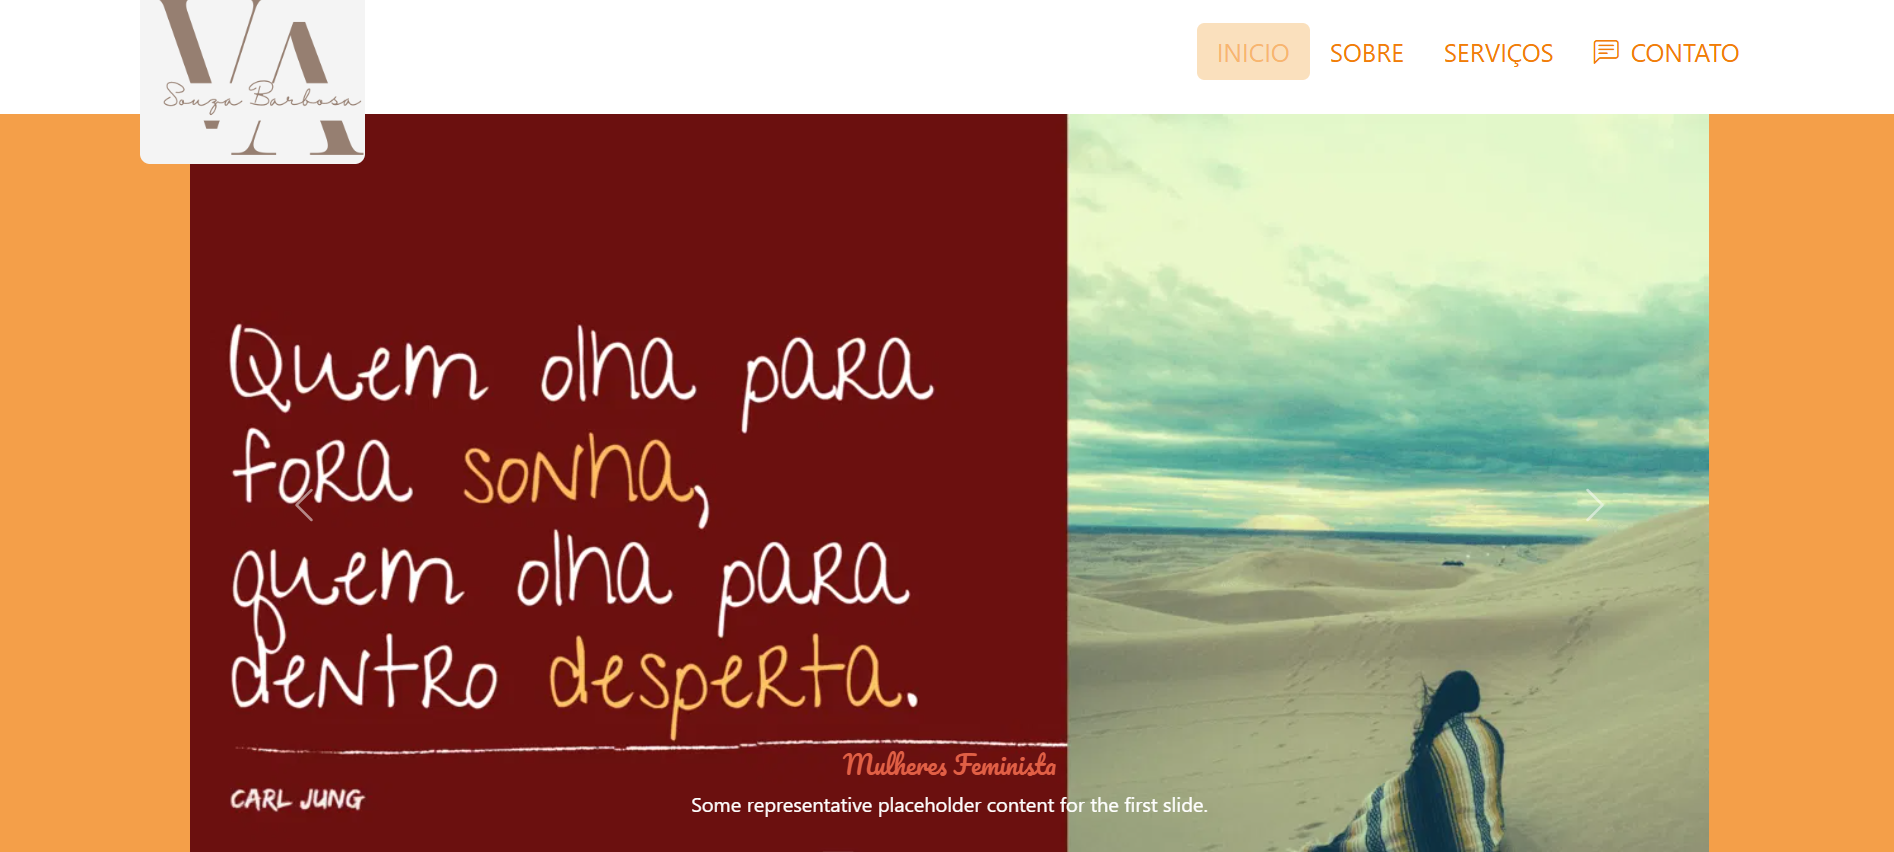 VA
Souza Barbosa
INICIO SOBRE SERVIÇOS CONTATO
Quem olha para
fora sonha,
quem olha para
dentro desperta.
Mulheres Feminista
CARL JUNG
Some representative placeholder content for the first slide.